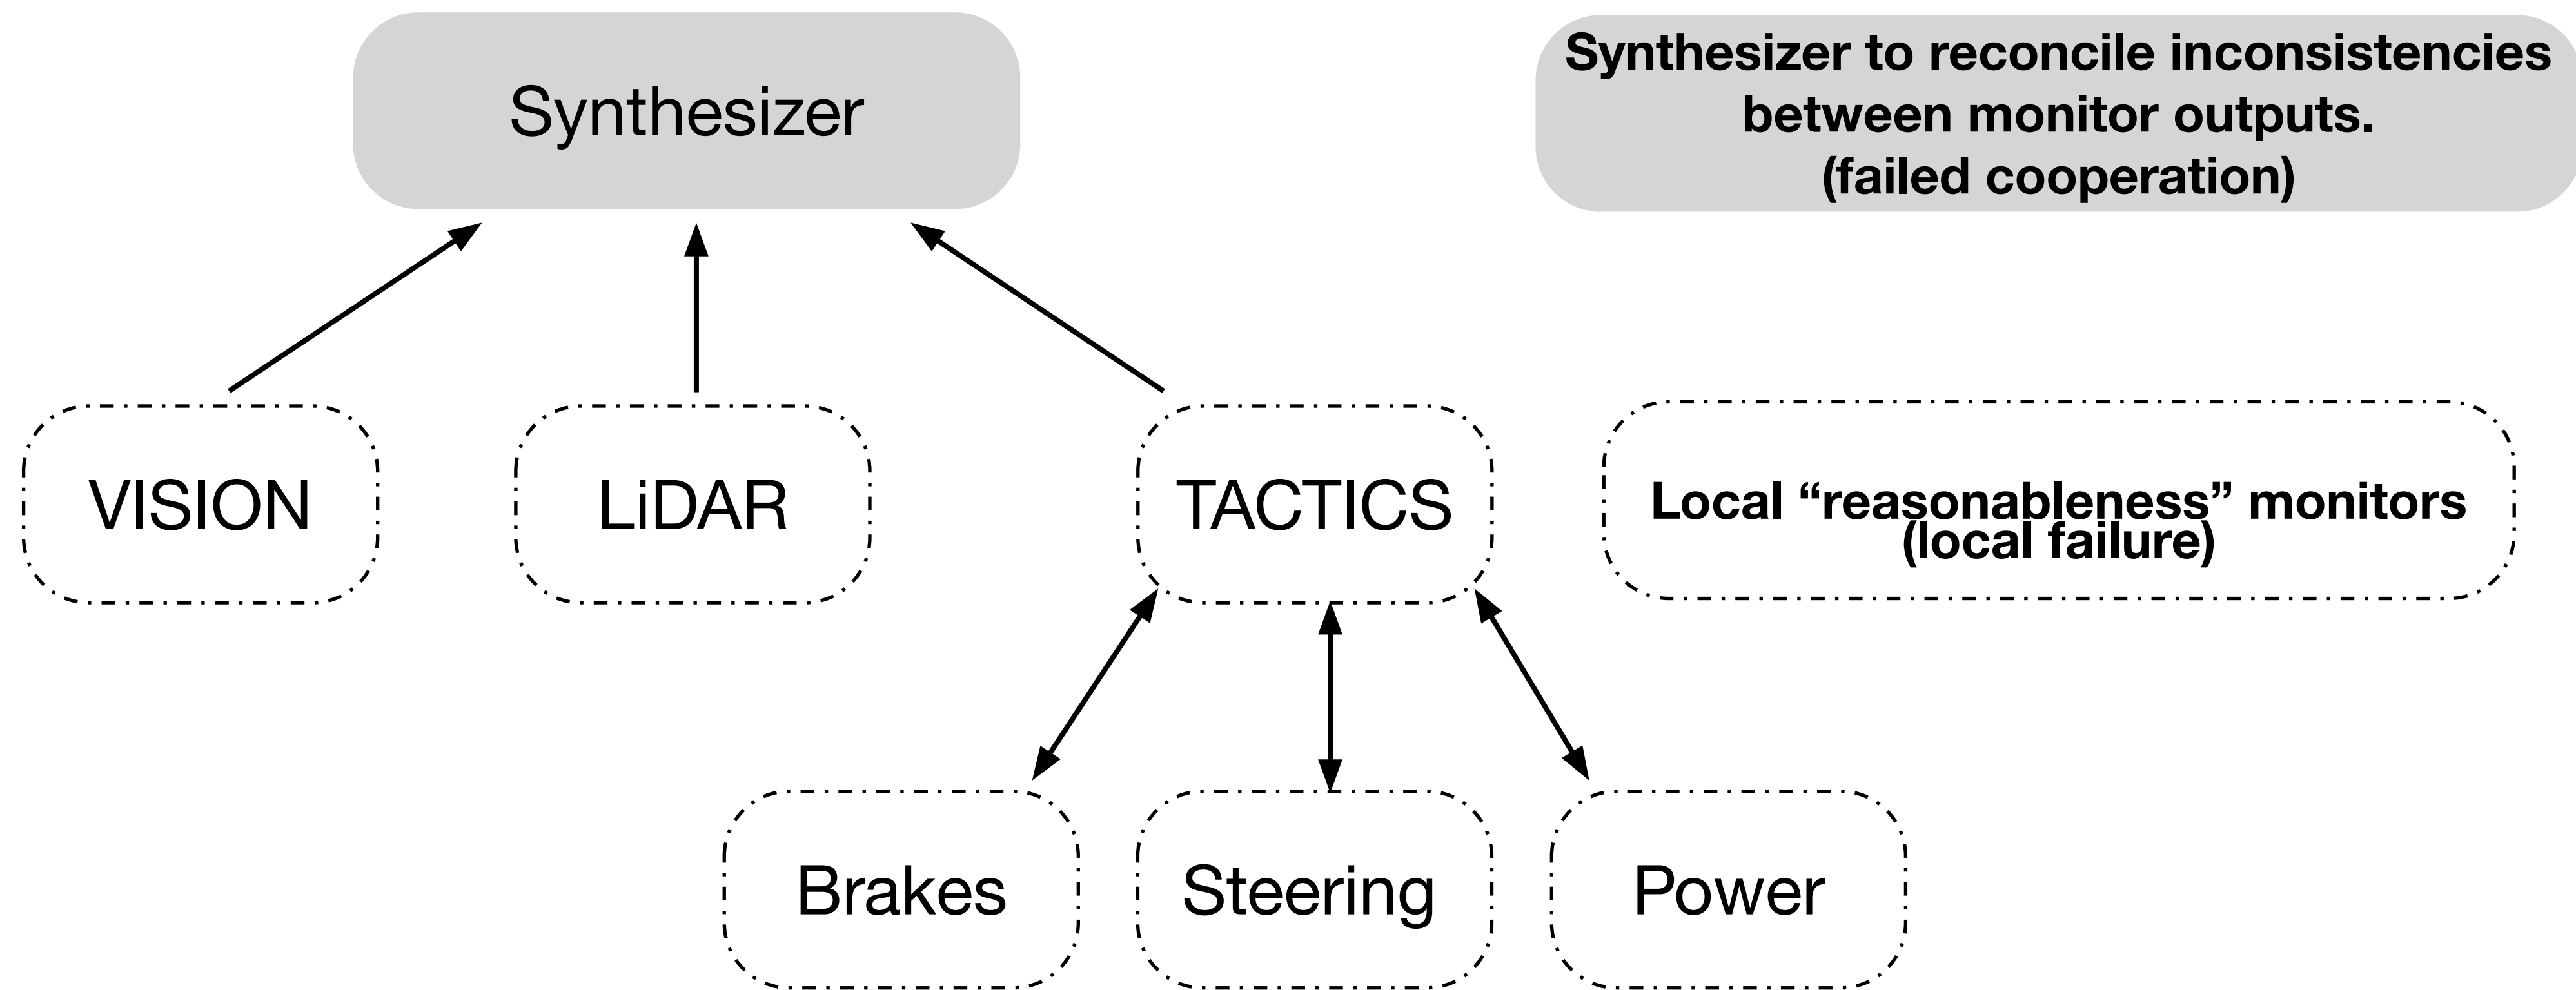 Synthesizer
Synthesizer to reconcile inconsistencies
between monitor outputs.
(failed cooperation)
VISION
LiDAR
TACTICS
Local “reasonableness” monitors
(local failure)
Brakes
Steering
Power